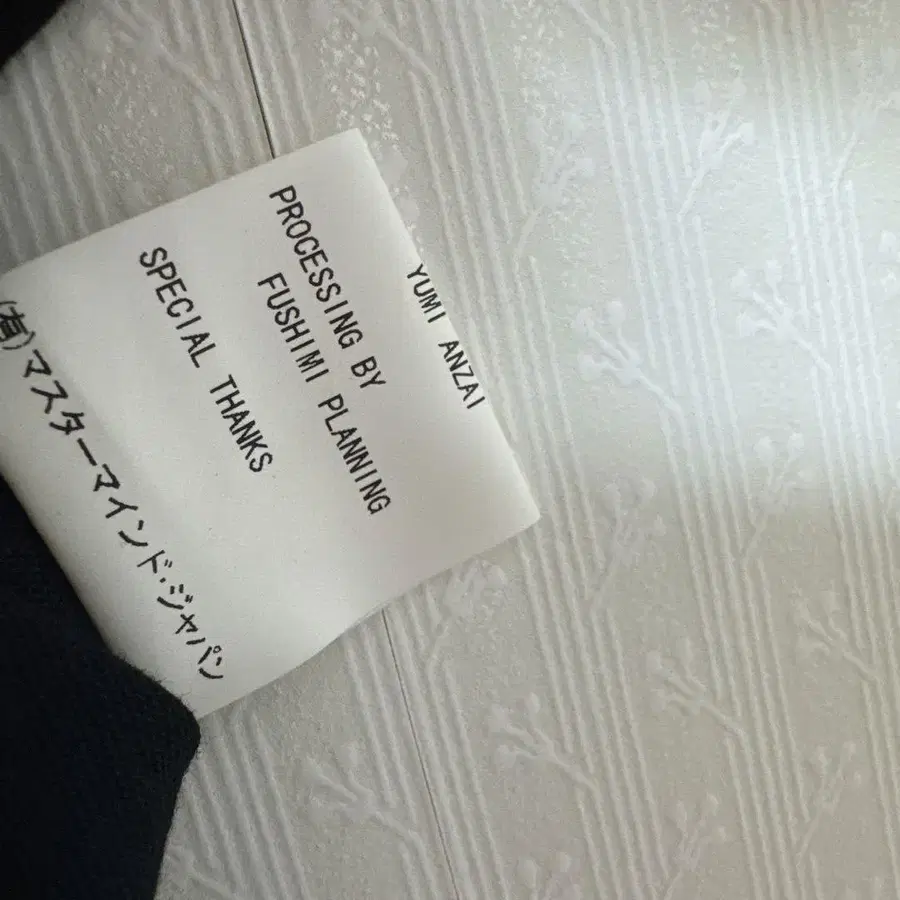 YUMI ANZAI
PROCESSING BY
FUSHIMI PLANNING
SPECIAL THANKS
(有)マスターマインド・ジャパン